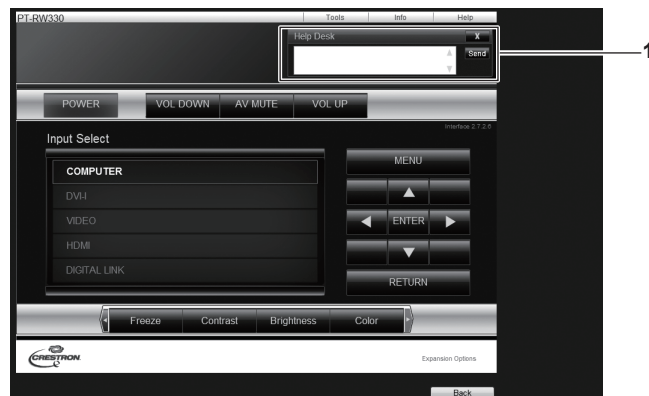 PT-RW330 Tools Info Help
Help Desk X
Send
1
POWER VOL DOWN AV MUTE VOL UP
Interface 2.7.2.6
Input Select
COMPUTER
DVI-I
VIDEO
HDMI
DIGITAL LINK
MENU
ENTER
RETURN
Freeze Contrast Brightness Color
CRESTRON
Expansion Options
Back